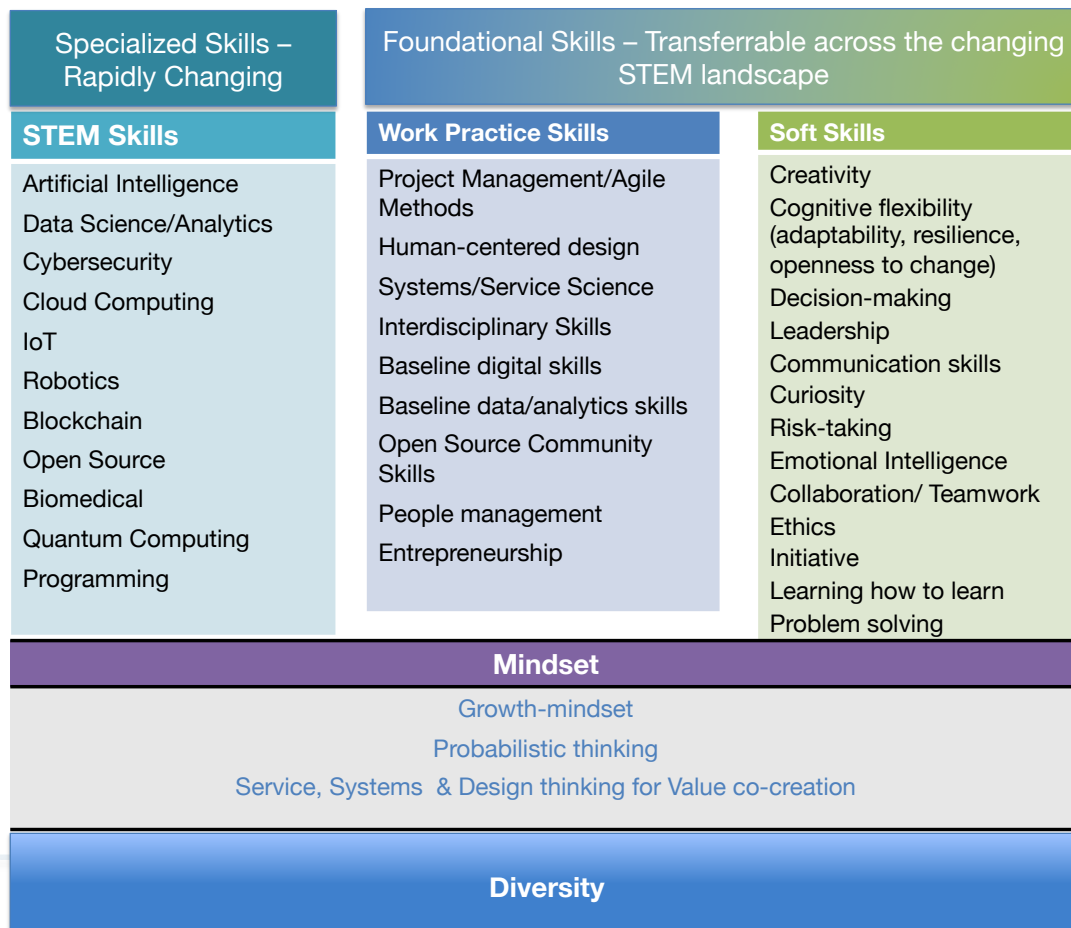 Specialized Skills –
Rapidly Changing
Foundational Skills – Transferrable across the changing
STEM landscape
STEM Skills
Artificial Intelligence
Data Science/Analytics
Cybersecurity
Cloud Computing
IoT
Robotics
Blockchain
Open Source
Biomedical
Quantum Computing
Programming
Work Practice Skills
Project Management/Agile
Methods
Human-centered design
Systems/Service Science
Interdisciplinary Skills
Baseline digital skills
Baseline data/analytics skills
Open Source Community
Skills
People management
Entrepreneurship
Soft Skills
Creativity
Cognitive flexibility
(adaptability, resilience,
openness to change)
Decision-making
Leadership
Communication skills
Curiosity
Risk-taking
Emotional Intelligence
Collaboration/ Teamwork
Ethics
Initiative
Learning how to learn
Problem solving
Mindset
Growth-mindset
Probabilistic thinking
Service, Systems  & Design thinking for Value co-creation
Diversity